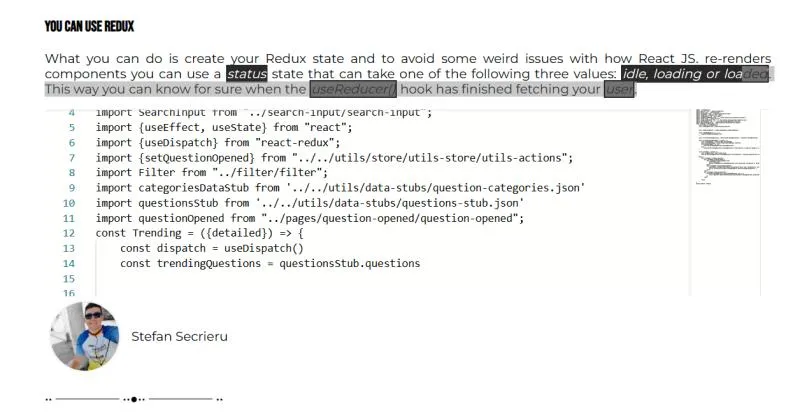 YOU CAN USE REDUX
What you can do is create your Redux state and to avoid some weird issues with how React JS. re-renders
components you can use a status state that can take one of the following three values: idle, loading or loaded.
This way you can know for sure when the useReducer() hook has finished fetching your user.
4 import SearchInput from "../search-input/search-input";
5 import {useEffect, useState} from "react";
6 import {useDispatch} from "react-redux";
7 import {setQuestionOpened} from "../../utils/store/utils-store/utils-actions";
8 import Filter from "../filter/filter";
9 import categoriesDataStub from '../../utils/data-stubs/question-categories.json'
10 import questionsStub from '../../utils/data-stubs/questions-stub.json'
11 import questionOpened from "../pages/question-opened/question-opened";
12 const Trending = ({detailed}) => {
13 const dispatch = useDispatch()
14 const trendingQuestions = questionsStub.questions
15
16
Stefan Secrieru